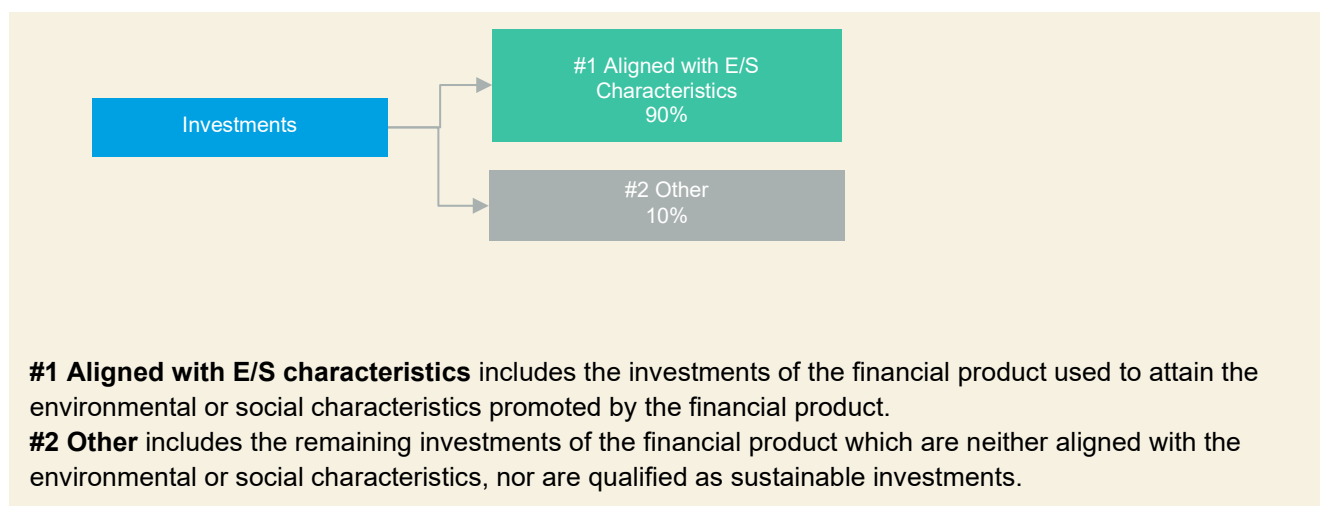 #1 Aligned with E/S
Characteristics
90%
Investments
#2 Other
10%
#1 Aligned with E/S characteristics includes the investments of the financial product used to attain the
environmental or social characteristics promoted by the financial product.
#2 Other includes the remaining investments of the financial product which are neither aligned with the
environmental or social characteristics, nor are qualified as sustainable investments.